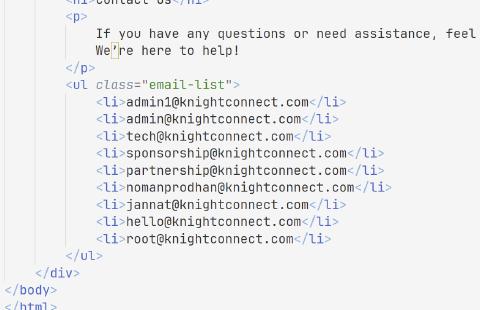 <h1>Contact Us</h1>
<p>
If you have any questions or need assistance, feel
We’re here to help!
</p>
<ul class="email-list">
<li>admin1@knightconnect.com</li>
<li>admin@knightconnect.com</li>
<li>tech@knightconnect.com</li>
<li>sponsorship@knightconnect.com</li>
<li>partnership@knightconnect.com</li>
<li>nomanprodhan@knightconnect.com</li>
<li>jannat@knightconnect.com</li>
<li>hello@knightconnect.com</li>
<li>root@knightconnect.com</li>
</ul>
</div>
</body>
</html>